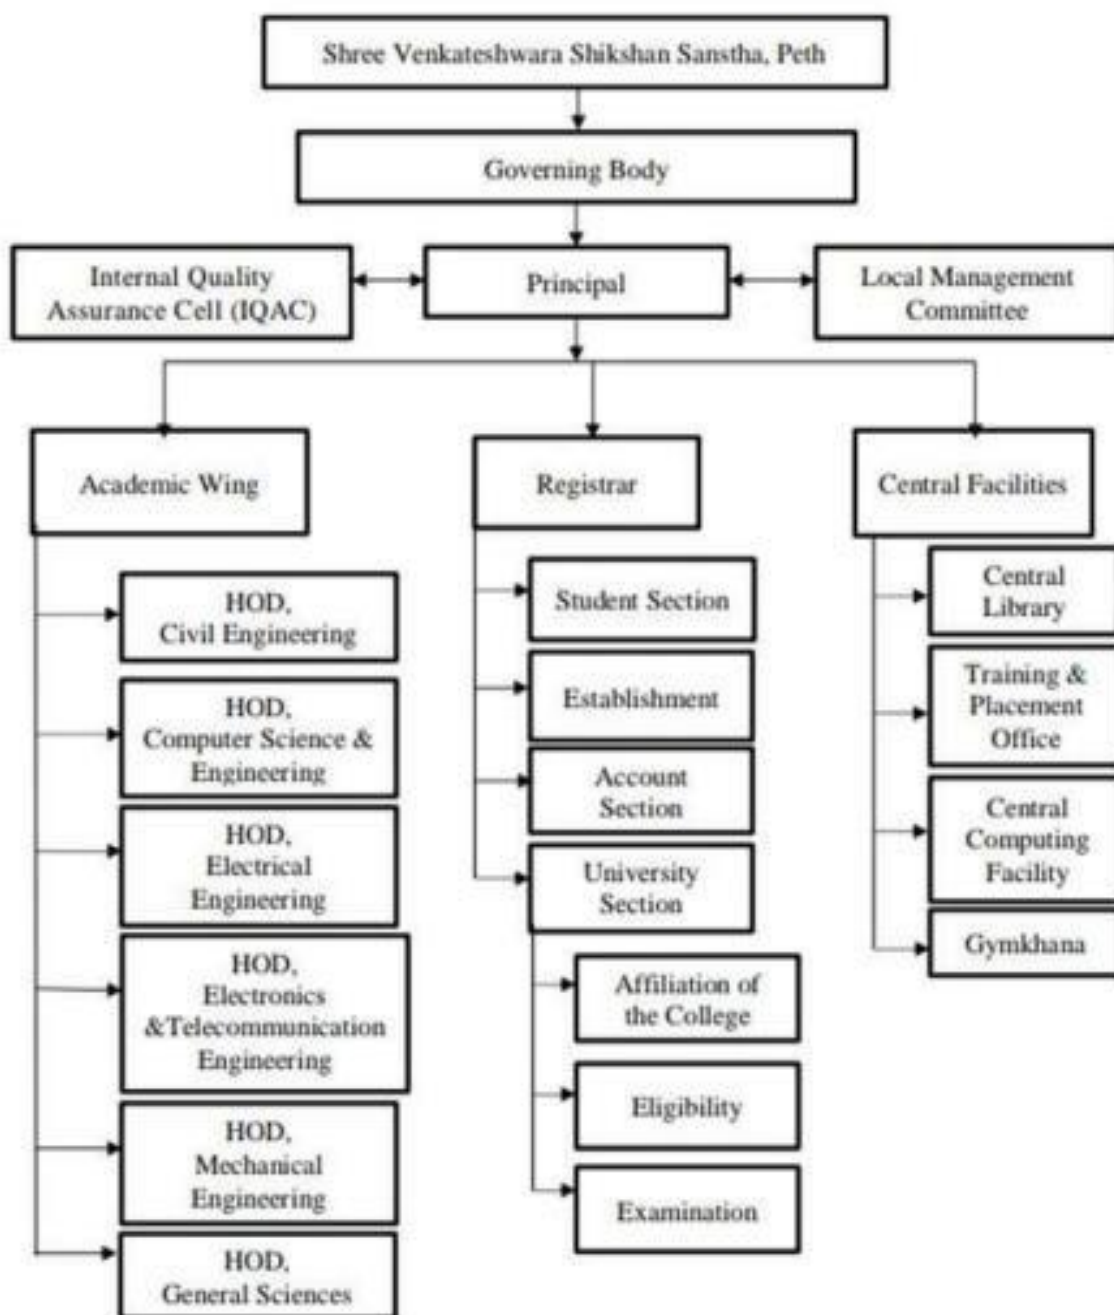 Shree Venkateshwara Shikshan Sanstha, Peth
Governing Body
Internal Quality
Assurance Cell (IQAC)
Principal
Local Management
Committee
Academic Wing
HOD,
Civil Engineering
HOD,
Computer Science &
Engineering
HOD,
Electrical
Engineering
HOD,
Electronics
&Telecommunication
Engineering
HOD,
Mechanical
Engineering
HOD,
General Sciences
Registrar
Student Section
Establishment
Account
Section
University
Section
Affiliation of
the College
Eligibility
Examination
Central Facilities
Central
Library
Training &
Placement
Office
Central
Computing
Facility
Gymkhana